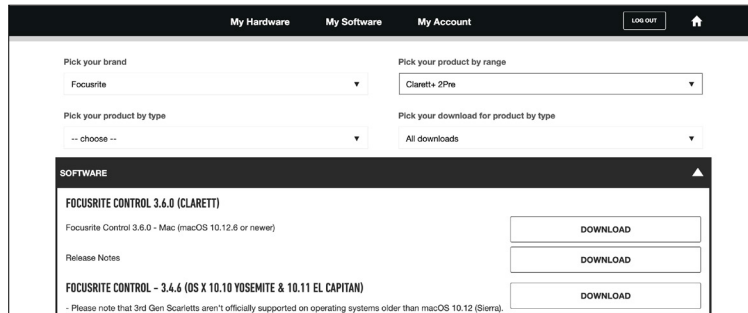 My Hardware My Software My Account LOG OUT
Pick your brand Pick your product by range
Focusrite Clarett+ 2Pre
Pick your product by type Pick your download for product by type
-- choose -- All downloads
SOFTWARE
FOCUSRITE CONTROL 3.6.0 (CLARETT)
Focusrite Control 3.6.0 - Mac (macOS 10.12.6 or newer) DOWNLOAD
Release Notes DOWNLOAD
FOCUSRITE CONTROL - 3.4.6 (OS X 10.10 YOSEMITE & 10.11 EL CAPITAN) DOWNLOAD
- Please note that 3rd Gen Scarletts aren't officially supported on operating systems older than macOS 10.12 (Sierra).